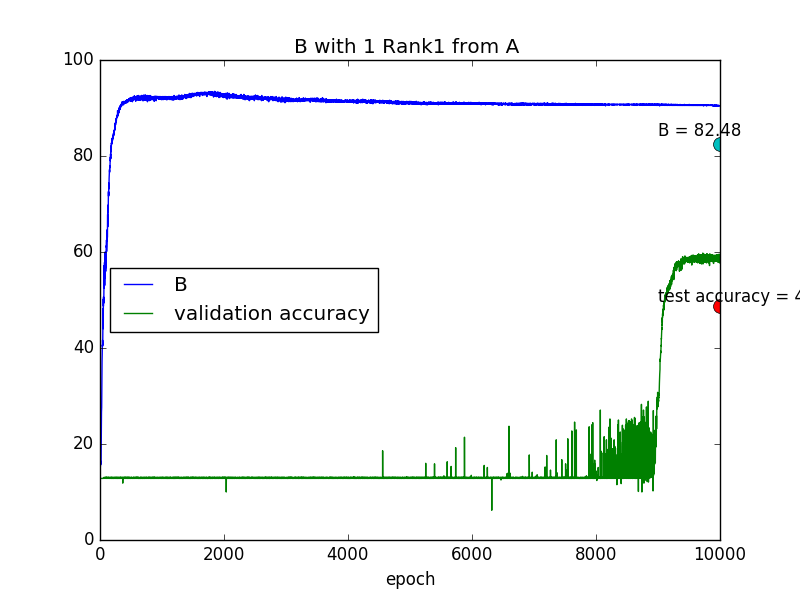 B with 1 Rank1 from A
100
80
60
40
20
0
B = 82.48
test accuracy = 4
B
validation accuracy
0
2000
4000
6000
8000
10000
epoch